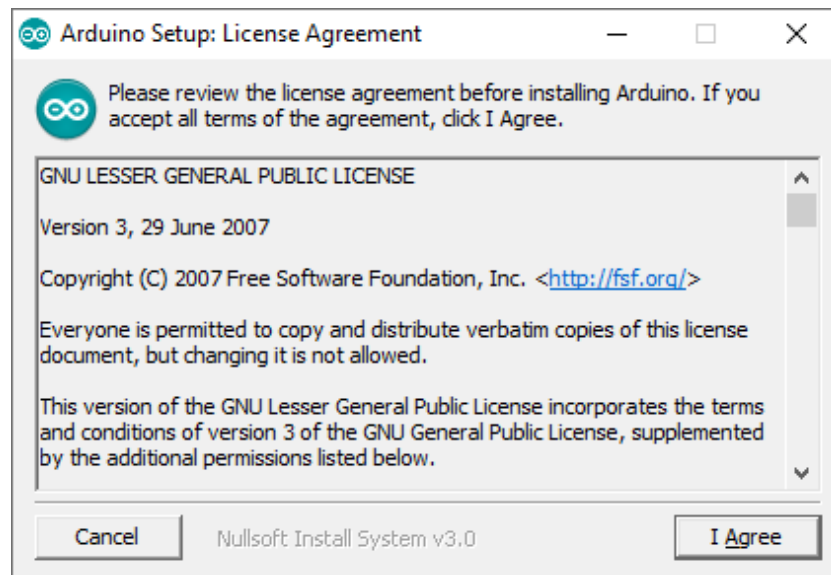 Arduino Setup: License Agreement
Please review the license agreement before installing Arduino. If you
accept all terms of the agreement, click I Agree.
GNU LESSER GENERAL PUBLIC LICENSE
Version 3, 29 June 2007
Copyright (C) 2007 Free Software Foundation, Inc. <http://fsf.org/>
Everyone is permitted to copy and distribute verbatim copies of this license
document, but changing it is not allowed.
This version of the GNU Lesser General Public License incorporates the terms
and conditions of version 3 of the GNU General Public License, supplemented
by the additional permissions listed below.
Cancel
Nullsoft Install System v3.0
I Agree